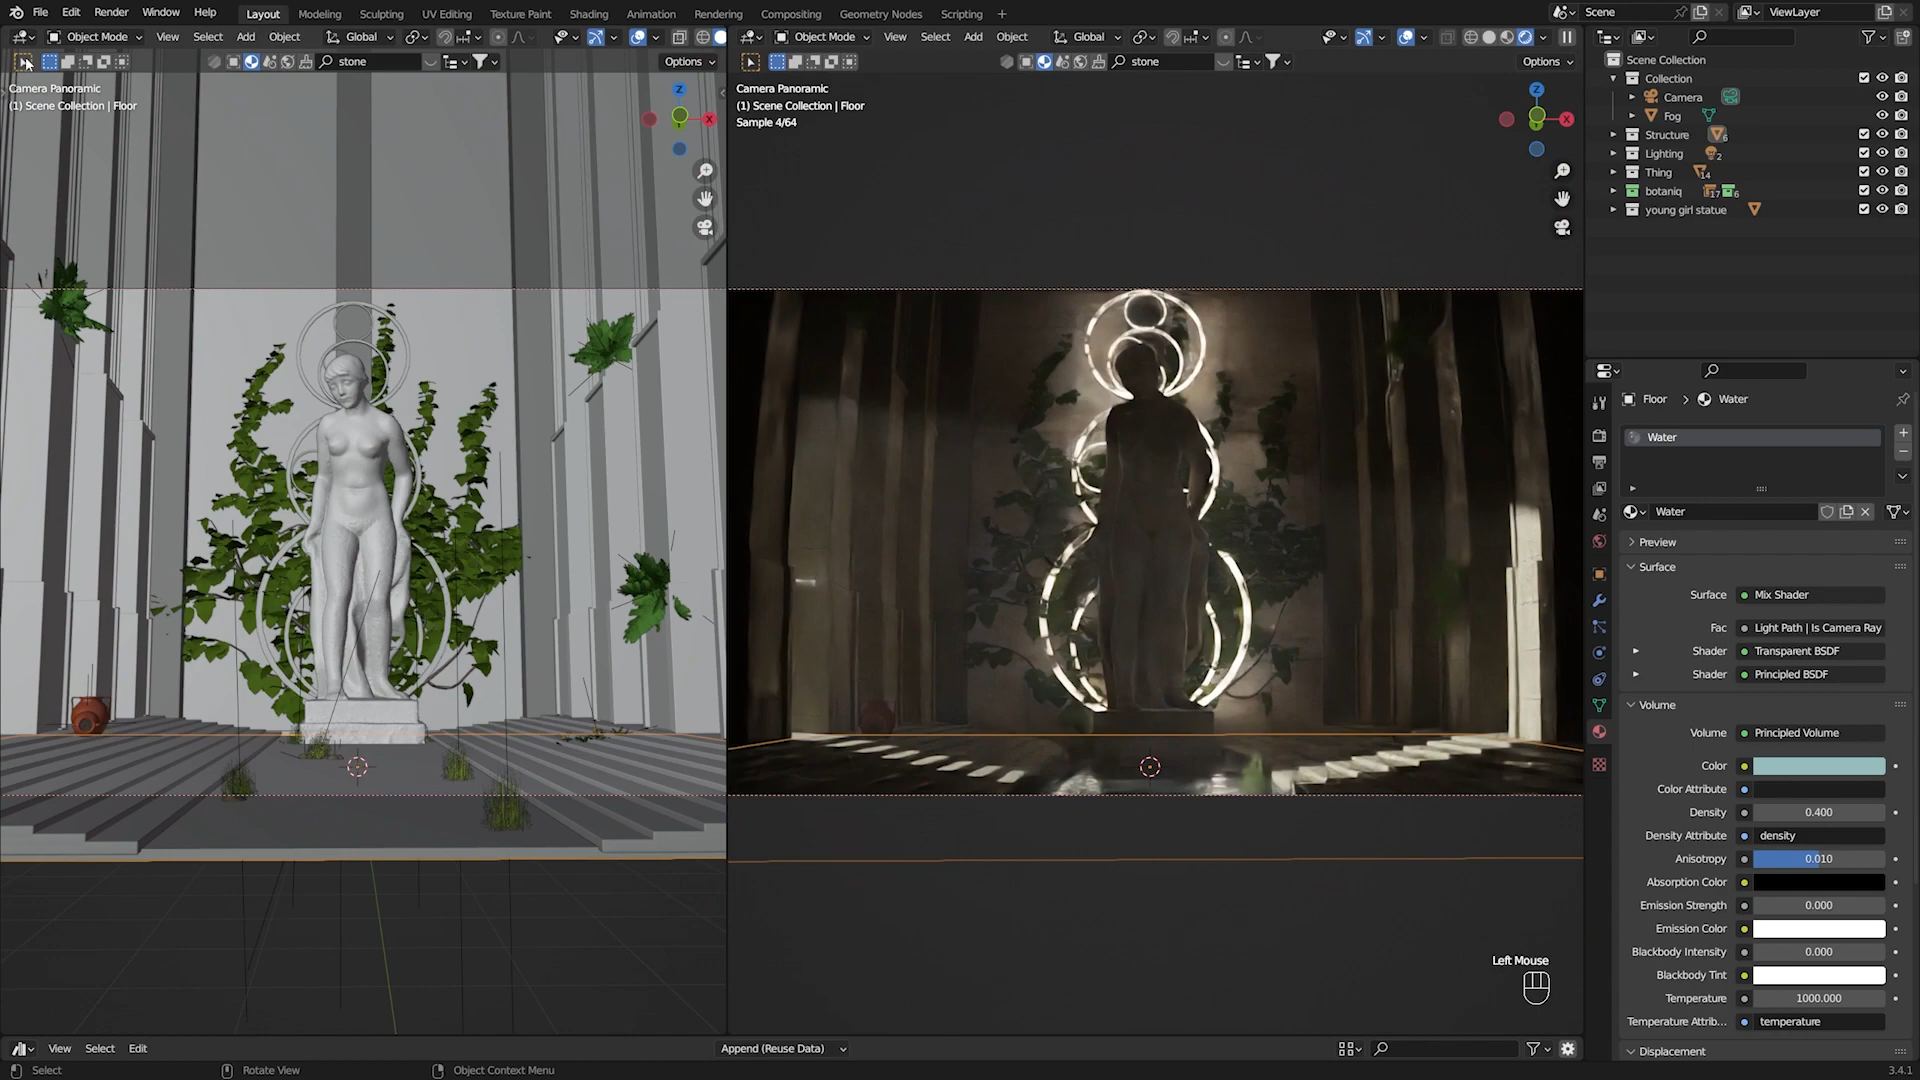 File Edit Render Window Help Layout Modeling Sculpting UV Editing Texture Paint Shading Animation Rendering Compositing Geometry Nodes Scripting + Scene ViewLayer
Object Mode View Select Add Object Global
Object Mode View Select Add Object Global
stone Options
stone Options
Camera Panoramic
(1) Scene Collection | Floor
Camera Panoramic
(1) Scene Collection | Floor
Sample 4/64
Z
X
Z
X
Scene Collection
Collection
Camera
Fog
Structure 6
Lighting 2
Thing 14
botaniq 17 6
young girl statue
Floor > Water
Water
Water
Preview
Surface
Surface Mix Shader
Fac Light Path | Is Camera Ray
Shader Transparent BSDF
Shader Principled BSDF
Volume
Volume Principled Volume
Color
Color Attribute
Density 0.400
Density Attribute density
Anisotropy 0.010
Absorption Color
Emission Strength 0.000
Emission Color
Blackbody Intensity 0.000
Blackbody Tint
Temperature 1000.000
Temperature Attrib... temperature
Displacement
Left Mouse
View Select Edit Append (Reuse Data)
Select Rotate View Object Context Menu 3.4.1